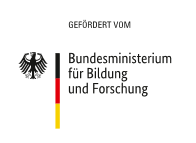 GEFÖRDERT VOM
Bundesministerium
für Bildung
und Forschung